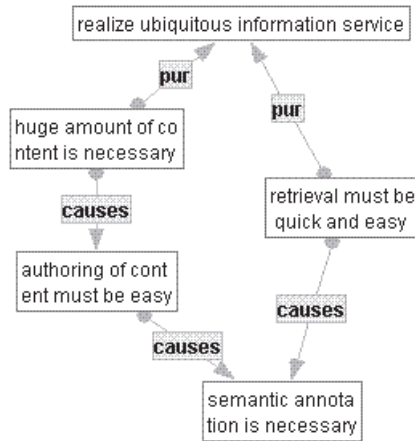 realize ubiquitous information service
pur
pur
huge amount of co
ntent is necessary
retrieval must be
quick and easy
causes
authoring of cont
ent must be easy
causes
causes
semantic annota
tion is necessary